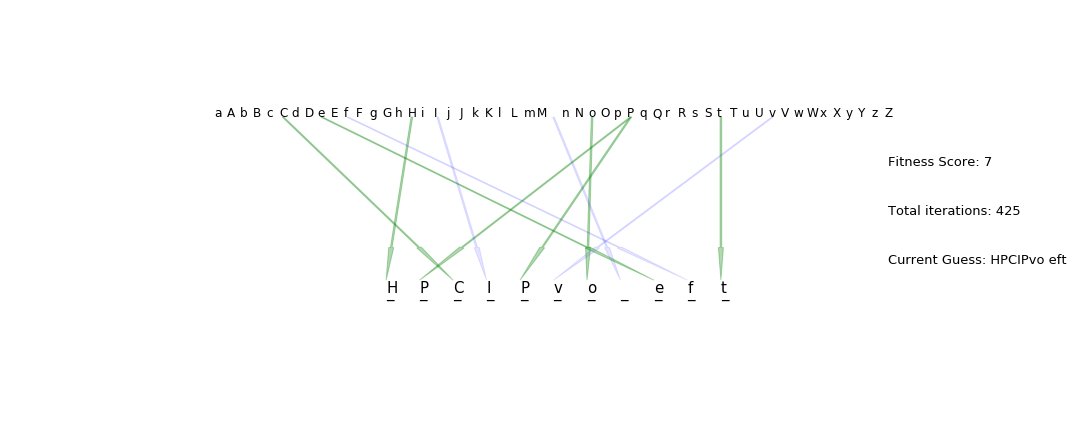 a A b B c C d D e E f F g G h H i I j J k K l L m M n N o O p P q Q r R s S t T u U v V w W x X y Y z Z
Fitness Score: 7
Total iterations: 425
Current Guess: HPCIPvo eft
H P C I P v o _ e f t